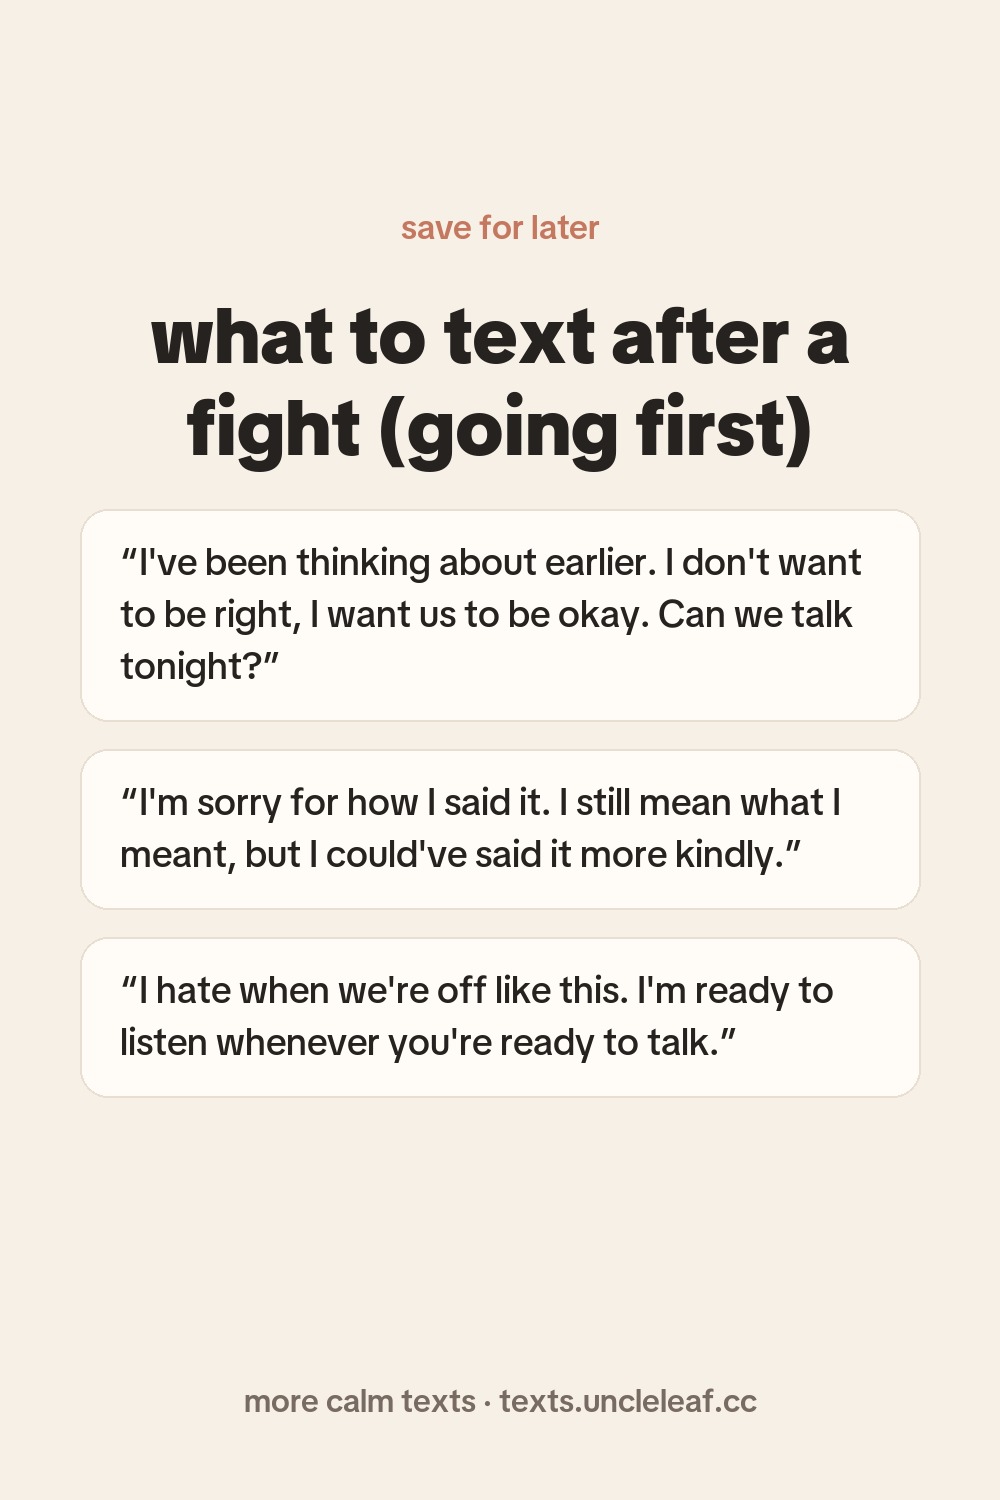 save for later
what to text after a
fight (going first)
“I've been thinking about earlier. I don't want
to be right, I want us to be okay. Can we talk
tonight?”
“I'm sorry for how I said it. I still mean what I
meant, but I could've said it more kindly.”
“I hate when we're off like this. I'm ready to
listen whenever you're ready to talk.”
more calm texts · texts.uncleleaf.cc